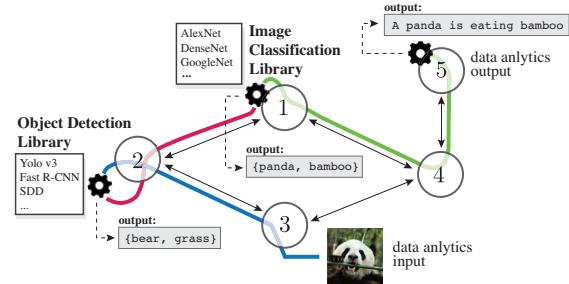 output:
A panda is eating bamboo
AlexNet
DenseNet
GoogleNet
...
Image
Classification
Library
5
data anlytics
output
1
Object Detection
Library
Yolo v3
Fast R-CNN
SDD
...
2
output:
{panda, bamboo}
4
output:
{bear, grass}
3
data anlytics
input